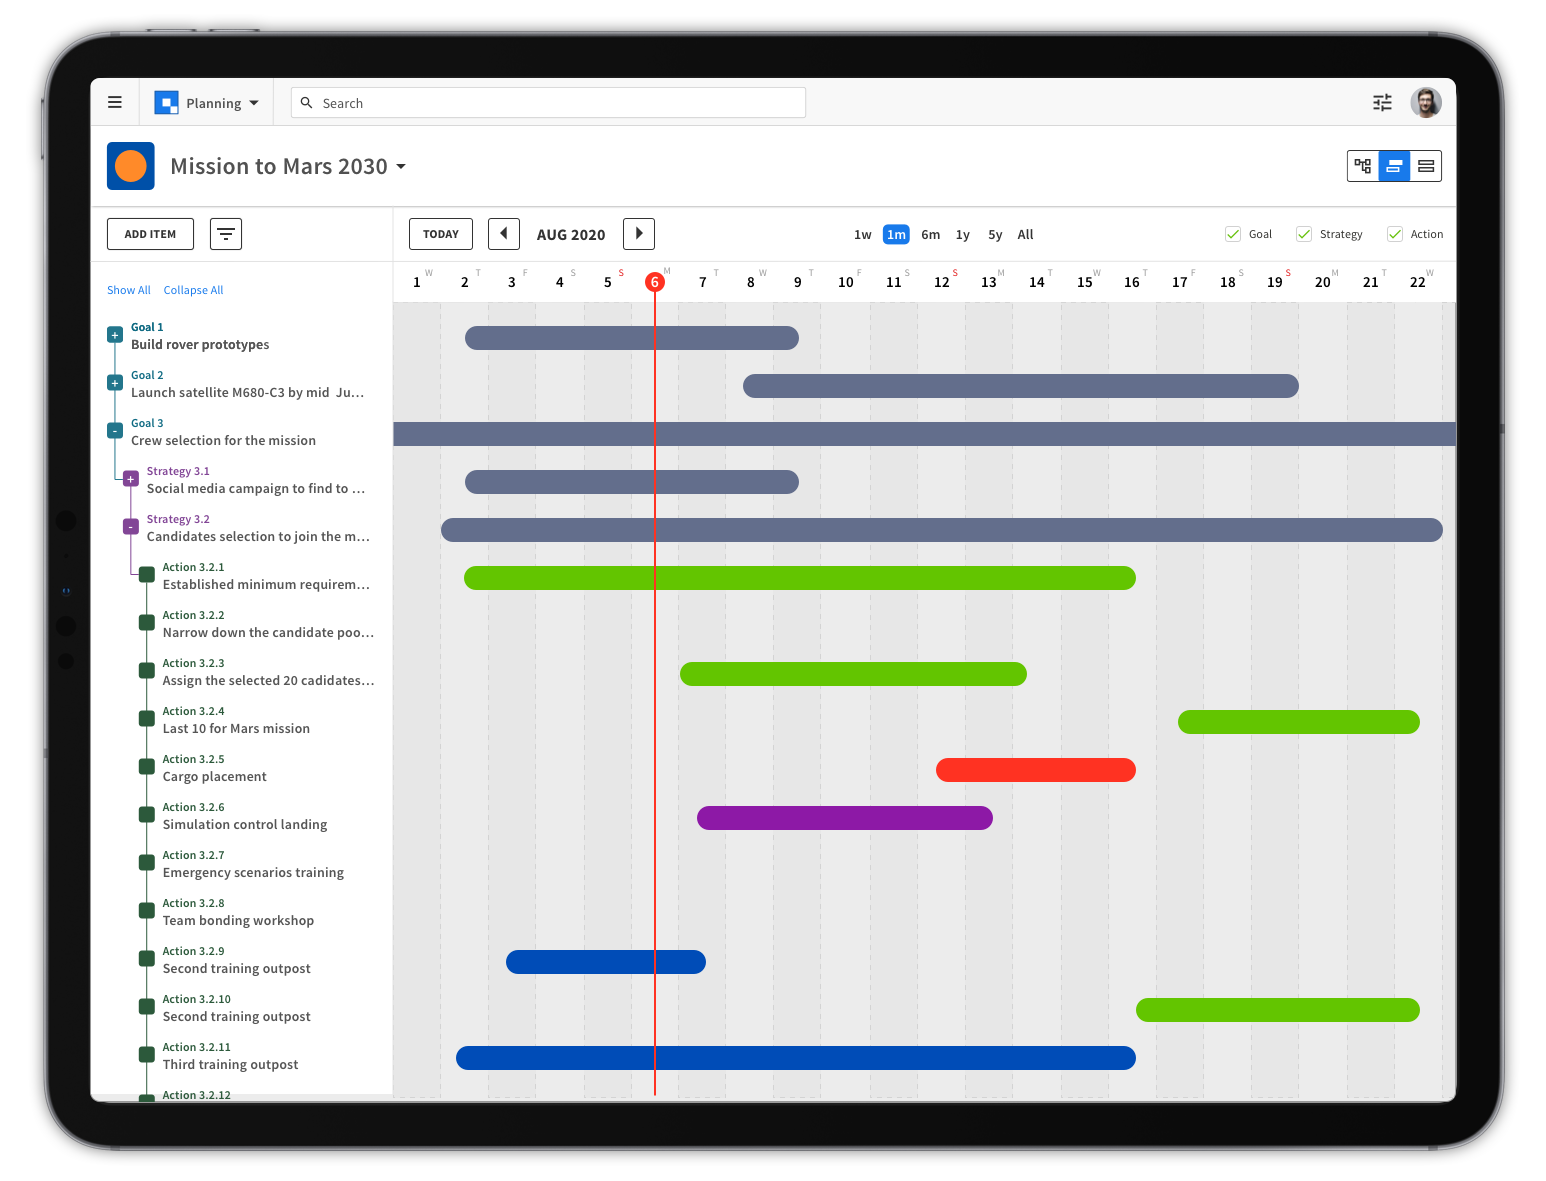 Planning
Search
Mission to Mars 2030
ADD ITEM
TODAY
AUG 2020
1w 1m 6m 1y 5y All
Goal Strategy Action
Show All Collapse All
1 W 2 T 3 F 4 S 5 S 6 M 7 T 8 W 9 T 10 F 11 S 12 S 13 M 14 T 15 W 16 T 17 F 18 S 19 S 20 M 21 T 22 W
+ Goal 1
Build rover prototypes
+ Goal 2
Launch satellite M680-C3 by mid Ju...
- Goal 3
Crew selection for the mission
+ Strategy 3.1
Social media campaign to find to ...
- Strategy 3.2
Candidates selection to join the m...
Action 3.2.1
Established minimum requirem...
Action 3.2.2
Narrow down the candidate poo...
Action 3.2.3
Assign the selected 20 cadidates...
Action 3.2.4
Last 10 for Mars mission
Action 3.2.5
Cargo placement
Action 3.2.6
Simulation control landing
Action 3.2.7
Emergency scenarios training
Action 3.2.8
Team bonding workshop
Action 3.2.9
Second training outpost
Action 3.2.10
Second training outpost
Action 3.2.11
Third training outpost
Action 3.2.12